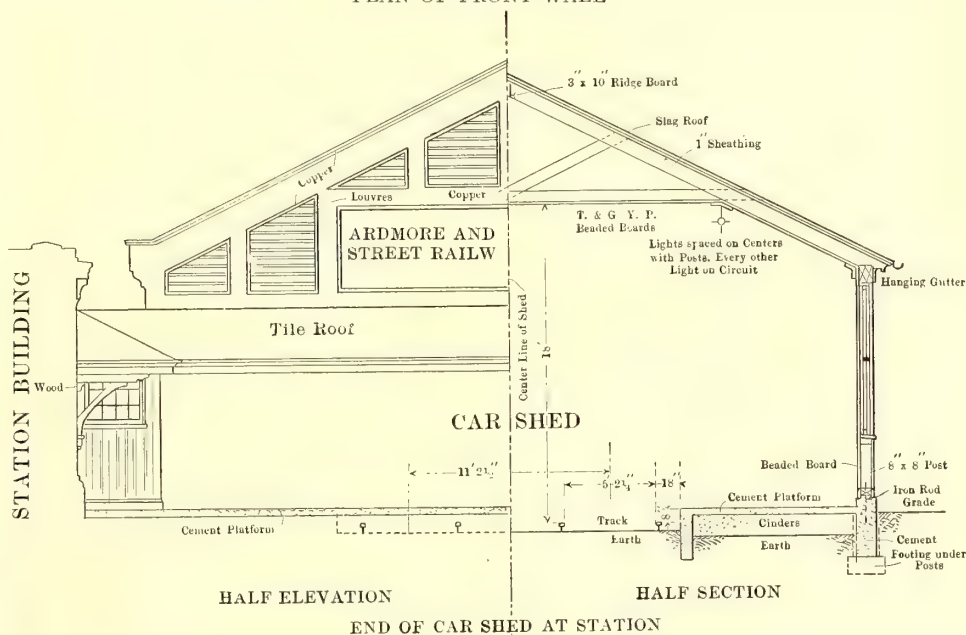 PLAN OF FRONT WALL
3" x 10" Ridge Board
Slag Roof
1" Sheathing
Copper
Louvres
Copper
T. & G. Y. P.
Beaded Boards
ARDMORE AND
STREET RAILW
Lights spaced on Centers
with Posts. Every other
Light on Circuit
Hanging Gutter
STATION BUILDING
Tile Roof
Center Line of Shed
18'
Wood
CAR SHED
11' 2½"
5' 2½"
18"
Beaded Board
8" x 8" Post
Iron Rod
Grade
Cement Platform
8"
Cement Platform
Track
Cinders
Earth
Earth
Cement
Footing under
Posts
HALF ELEVATION
HALF SECTION
END OF CAR SHED AT STATION